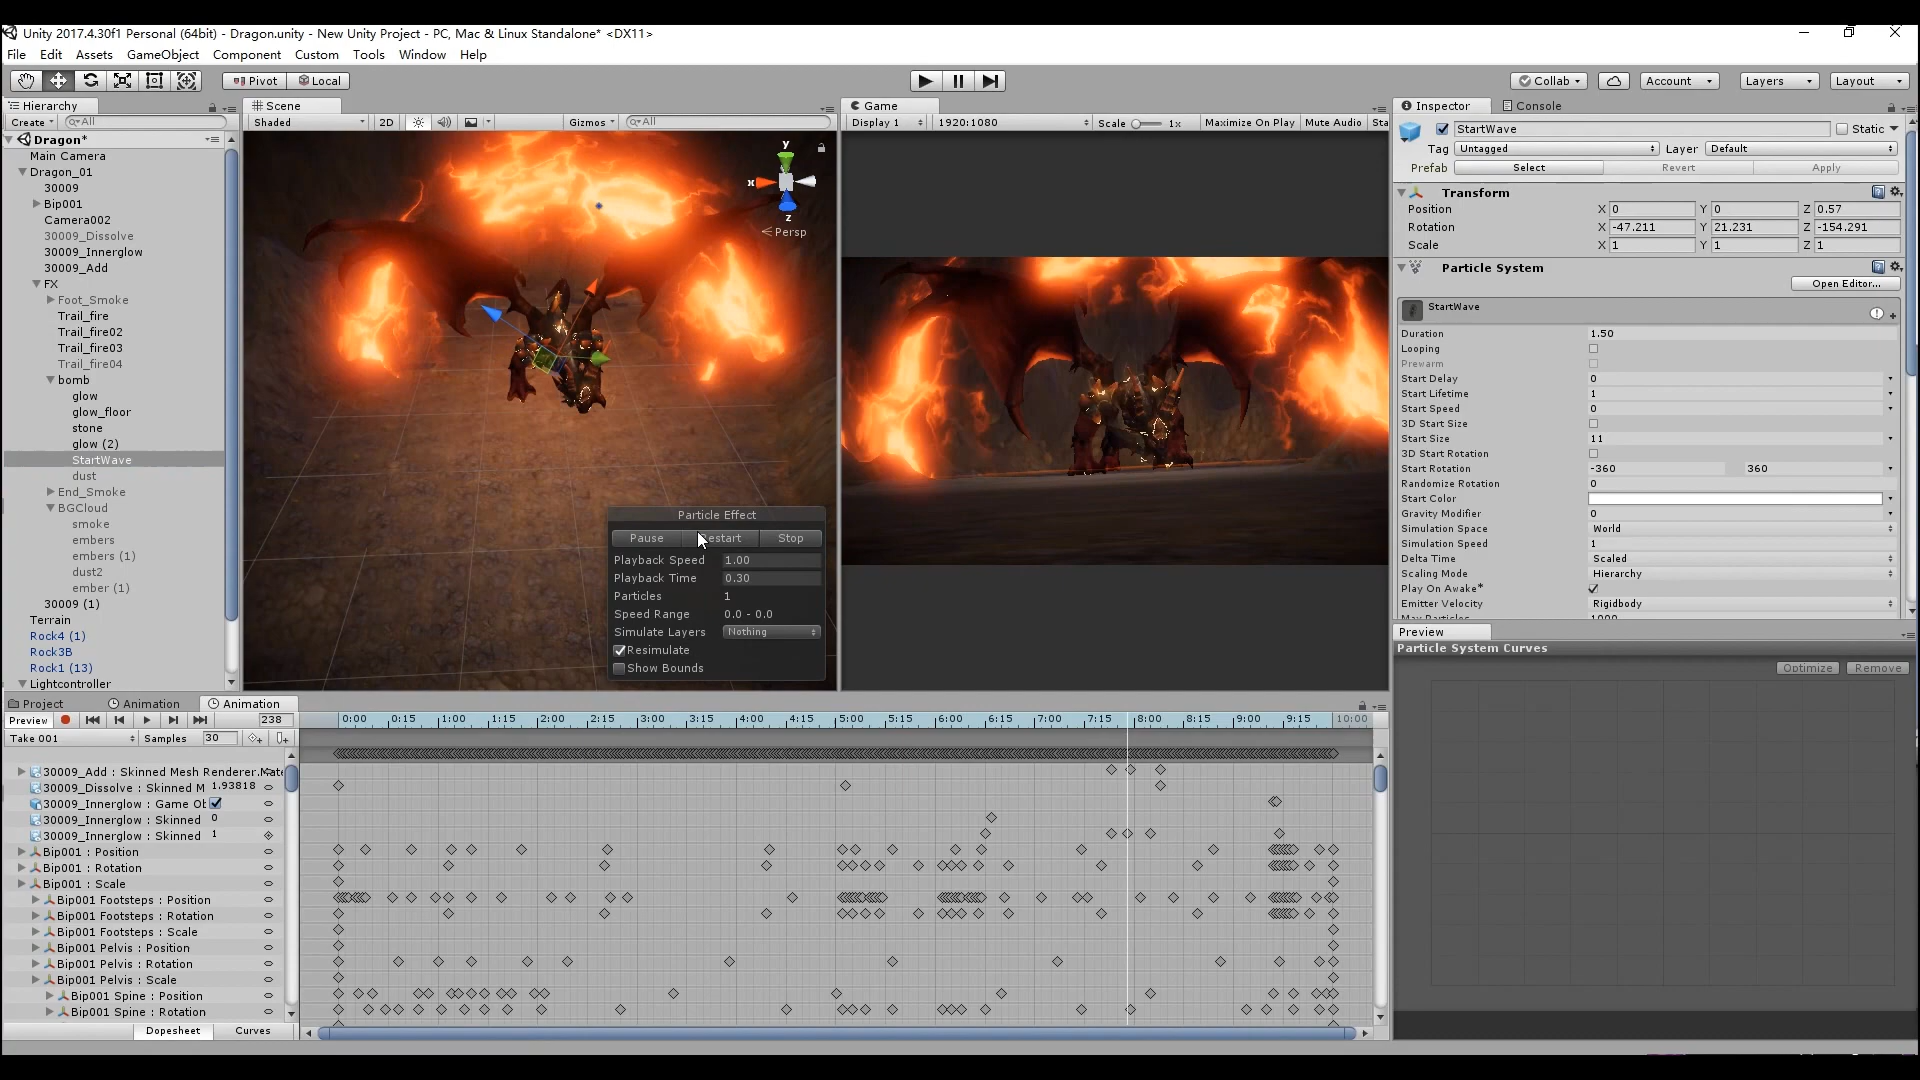 Unity 2017.4.30f1 Personal (64bit) - Dragon.unity - New Unity Project - PC, Mac & Linux Standalone* <DX11>
File Edit Assets GameObject Component Custom Tools Window Help
Pivot Local Collab Account Layers Layout
Hierarchy
Create All
Dragon*
Main Camera
Dragon_01
30009
Bip001
Camera002
30009_Dissolve
30009_Innerglow
30009_Add
FX
Foot_Smoke
Trail_fire
Trail_fire02
Trail_fire03
Trail_fire04
bomb
glow
glow_floor
stone
glow (2)
StartWave
dust
End_Smoke
BGCloud
smoke
embers
embers (1)
dust2
ember (1)
30009 (1)
Terrain
Rock4 (1)
Rock3B
Rock1 (13)
Lightcontroller
Scene
Shaded 2D Gizmos All
y
x
z
Persp
Particle Effect
Pause Restart Stop
Playback Speed 1.00
Playback Time 0.30
Particles 1
Speed Range 0.0 - 0.0
Simulate Layers Nothing
Resimulate
Show Bounds
Game
Display 1 1920:1080 Scale 1x Maximize On Play Mute Audio Sta
Inspector Console
StartWave Static
Tag Untagged Layer Default
Prefab Select Revert Apply
Transform
Position X 0 Y 0 Z 0.57
Rotation X -47.211 Y 21.231 Z -154.291
Scale X 1 Y 1 Z 1
Particle System
Open Editor...
StartWave
Duration 1.50
Looping
Prewarm
Start Delay 0
Start Lifetime 1
Start Speed 0
3D Start Size
Start Size 11
3D Start Rotation
Start Rotation -360 360
Randomize Rotation 0
Start Color
Gravity Modifier 0
Simulation Space World
Simulation Speed 1
Delta Time Scaled
Scaling Mode Hierarchy
Play On Awake*
Emitter Velocity Rigidbody
Max Particles 1000
Preview
Particle System Curves
Optimize Remove
Project Animation Animation
Preview 238
Take 001 Samples 30
0:00 0:15 1:00 1:15 2:00 2:15 3:00 3:15 4:00 4:15 5:00 5:15 6:00 6:15 7:00 7:15 8:00 8:15 9:00 9:15 10:00
30009_Add : Skinned Mesh Renderer.Mate
30009_Dissolve : Skinned M 1.93818
30009_Innerglow : Game Ob
30009_Innerglow : Skinned 0
30009_Innerglow : Skinned 1
Bip001 : Position
Bip001 : Rotation
Bip001 : Scale
Bip001 Footsteps : Position
Bip001 Footsteps : Rotation
Bip001 Footsteps : Scale
Bip001 Pelvis : Position
Bip001 Pelvis : Rotation
Bip001 Pelvis : Scale
Bip001 Spine : Position
Bip001 Spine : Rotation
Dopesheet Curves